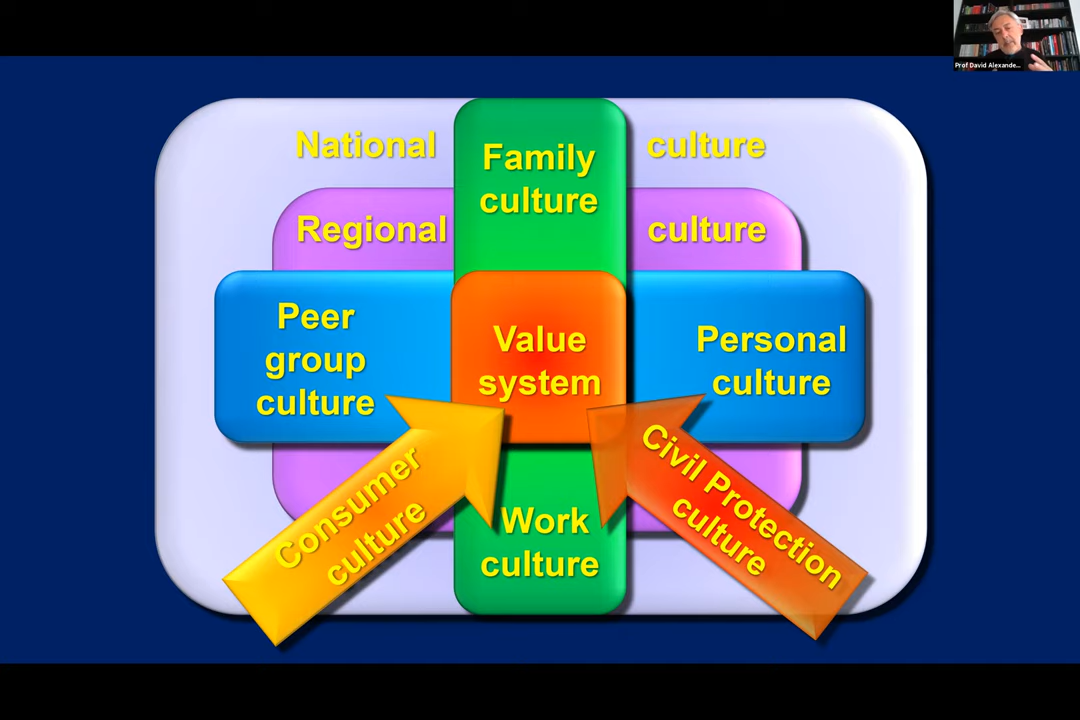 Prof David Alexande...
National culture
Family
culture
Regional culture
Peer
group
culture
Value
system
Personal
culture
Consumer
culture
Civil Protection
culture
Work
culture